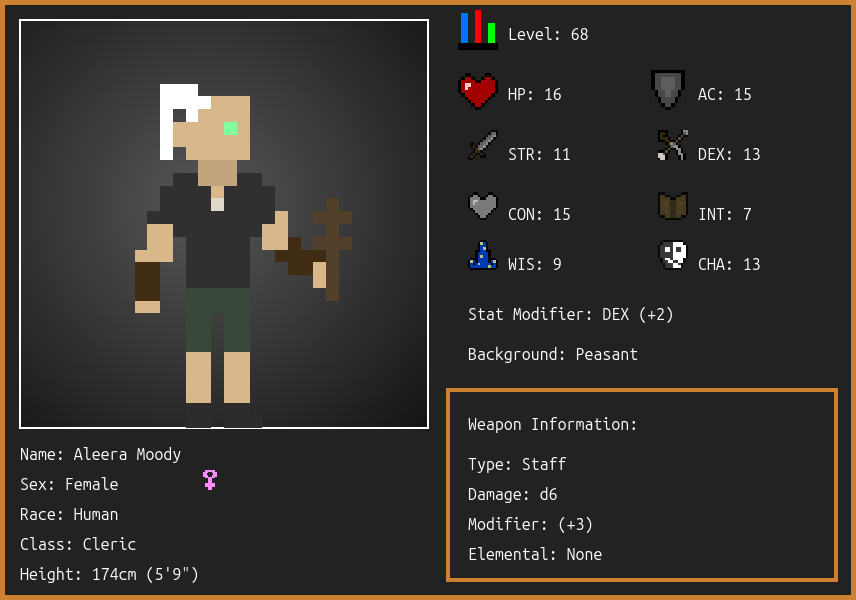 Level: 68
HP: 16
AC: 15
STR: 11
DEX: 13
CON: 15
INT: 7
WIS: 9
CHA: 13
Stat Modifier: DEX (+2)
Background: Peasant
Weapon Information:
Type: Staff
Damage: d6
Modifier: (+3)
Elemental: None
Name: Aleera Moody
Sex: Female
Race: Human
Class: Cleric
Height: 174cm (5'9")